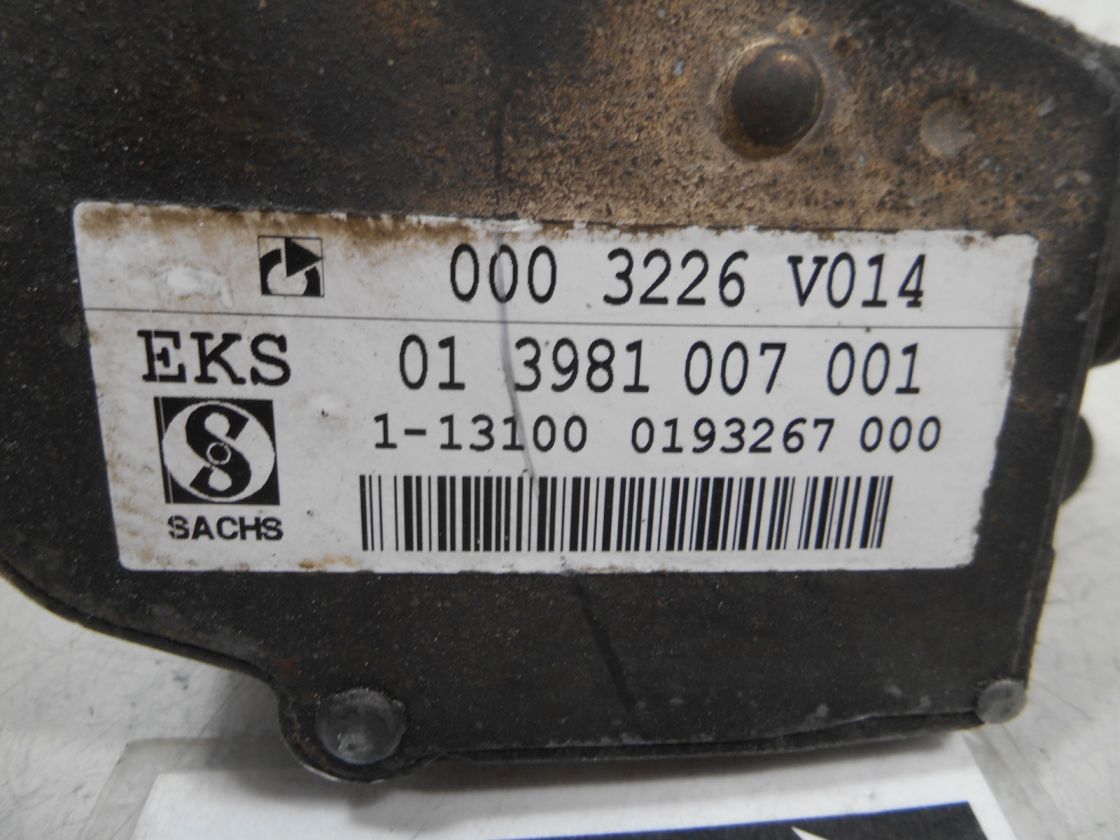 000 3226 V014
EKS 01 3981 007 001
1-13100 0193267 000
SACHS